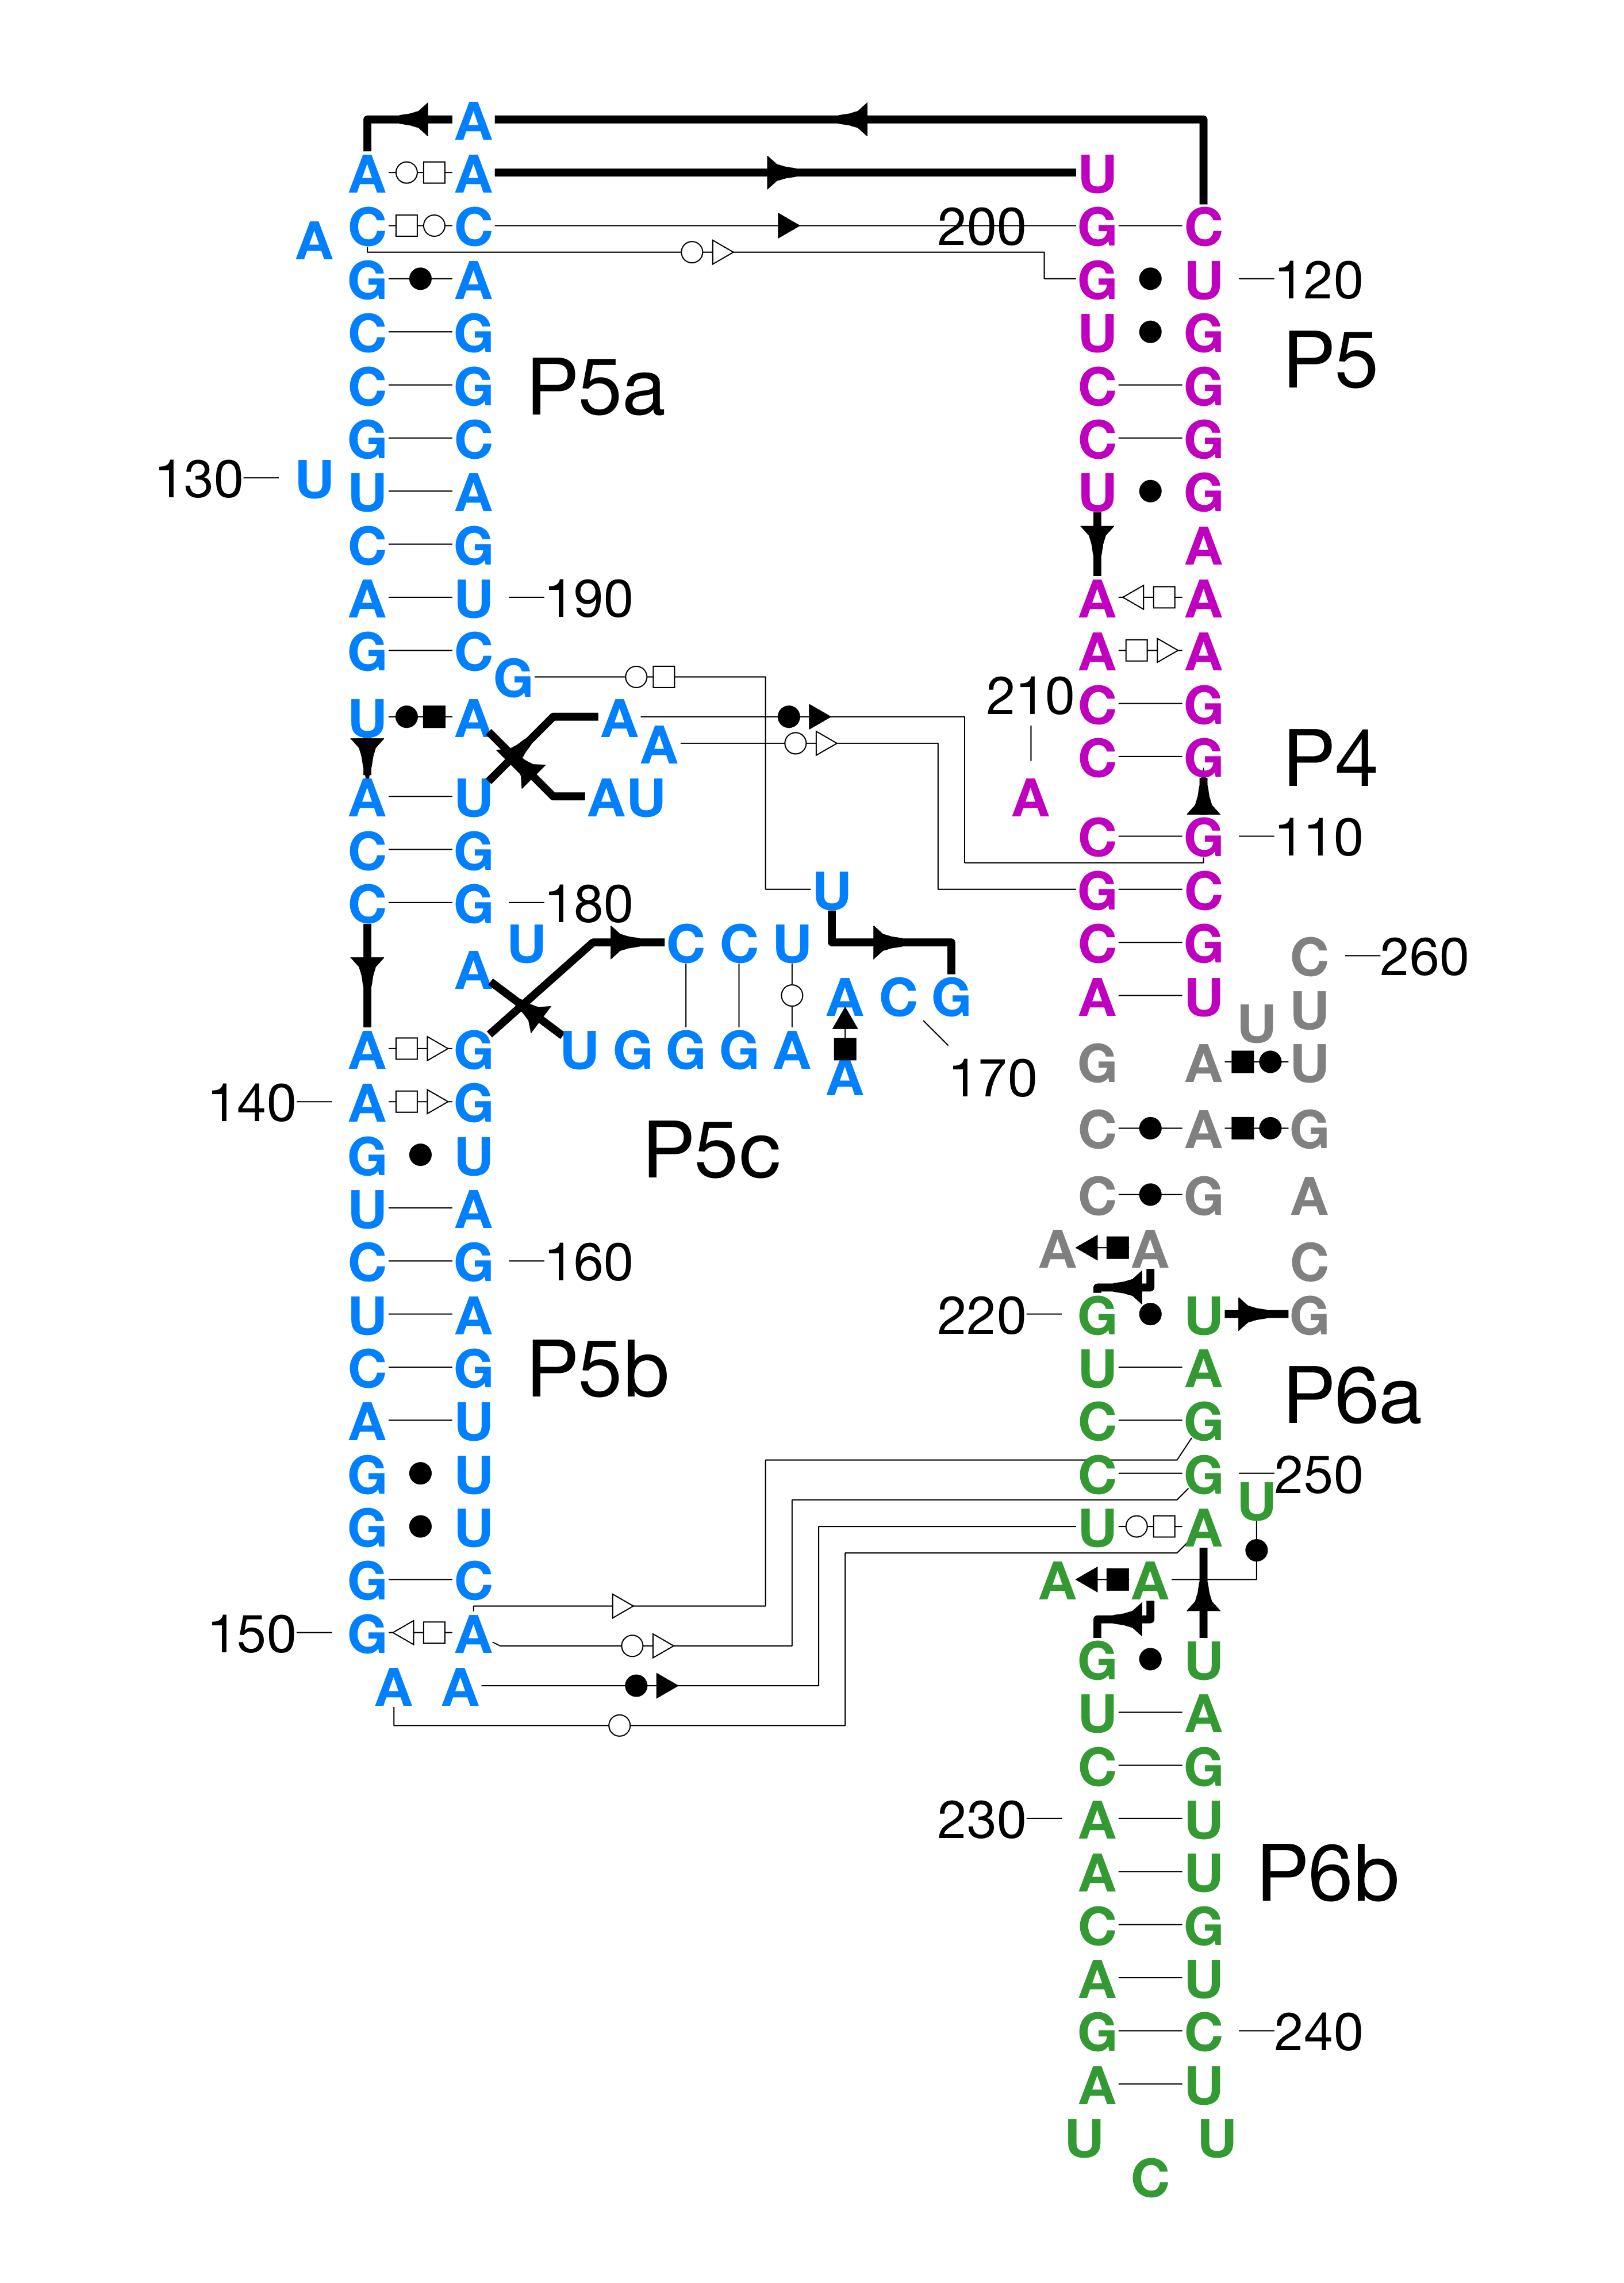 A
A A U
A C C 200 G C
G A G U 120
C G U G P5
C G P5a C G
G C C G
130 U U A U G
C G A
A U 190 A A
G C G A A
U A A A 210 C G
C G P4
A U A U A
C C G 110
C G 180 U G C
U C C U C G C 260
A A C G A U U U
A G U G G G A A 170 G A U
140 A G P5c C A G
G U
U A C G A
C G 160 A A C
U A 220 G U G
C G P5b U A P6a
A U C G
G U C G 250
G U U A U
G C A A
150 G A G U
A A U A
C G
230 A U
A U P6b
C G
A U
G C 240
A U
U U
C